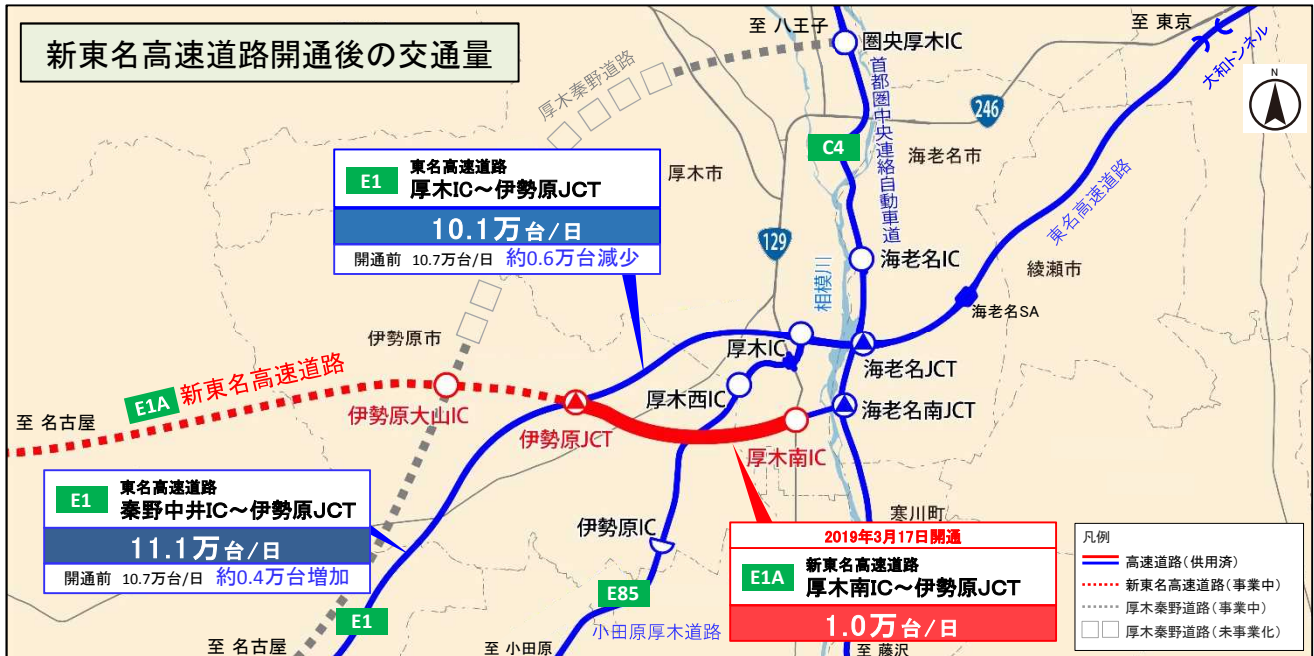 新東名高速道路開通後の交通量
至 八王子
圏央厚木IC
至 東京
大和トンネル
N
厚木秦野道路
首都圏中央連絡自動車道
246
C4
海老名市
厚木市
E1
東名高速道路
厚木IC～伊勢原JCT
10.1万台/日
開通前 10.7万台/日 約0.6万台減少
129
相模川
海老名IC
東名高速道路
綾瀬市
海老名SA
伊勢原市
厚木IC
海老名JCT
E1A 新東名高速道路
至 名古屋
伊勢原大山IC
伊勢原JCT
厚木西IC
海老名南JCT
厚木南IC
E1
東名高速道路
秦野中井IC～伊勢原JCT
11.1万台/日
開通前 10.7万台/日 約0.4万台増加
伊勢原IC
寒川町
2019年3月17日開通
E1A
新東名高速道路
厚木南IC～伊勢原JCT
1.0万台/日
E1
E85
小田原厚木道路
至 名古屋
至 小田原
至 藤沢
凡例
高速道路（供用済）
新東名高速道路（事業中）
厚木秦野道路（事業中）
厚木秦野道路（未事業化）